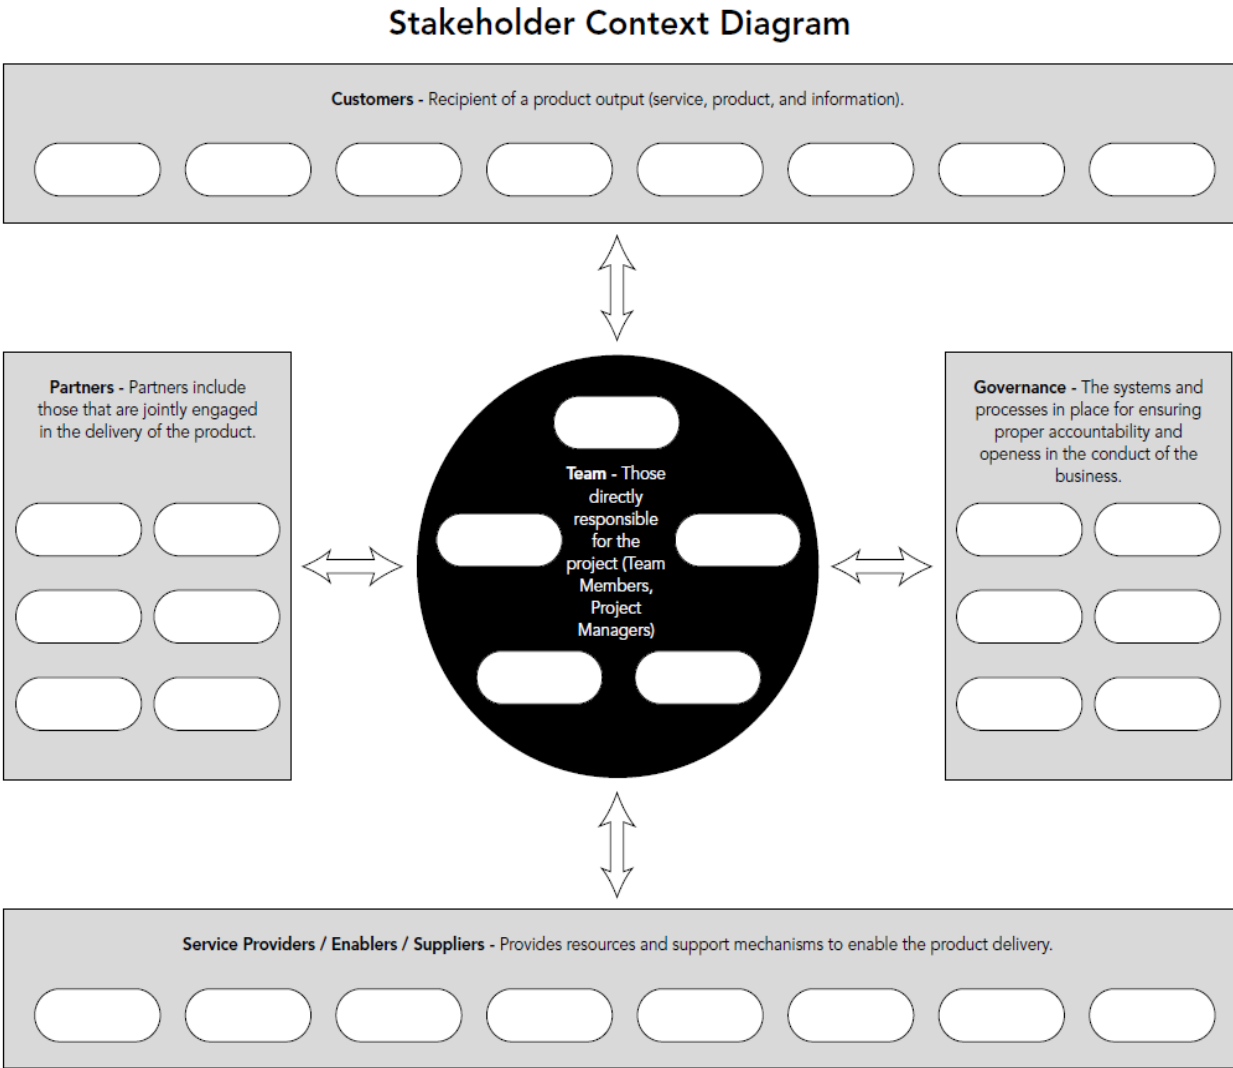 Stakeholder Context Diagram
Customers - Recipient of a product output (service, product, and information).
Partners - Partners include
those that are jointly engaged
in the delivery of the product.
Team - Those
directly
responsible
for the
project (Team
Members,
Project
Managers)
Governance - The systems and
processes in place for ensuring
proper accountability and
openess in the conduct of the
business.
Service Providers / Enablers / Suppliers - Provides resources and support mechanisms to enable the product delivery.